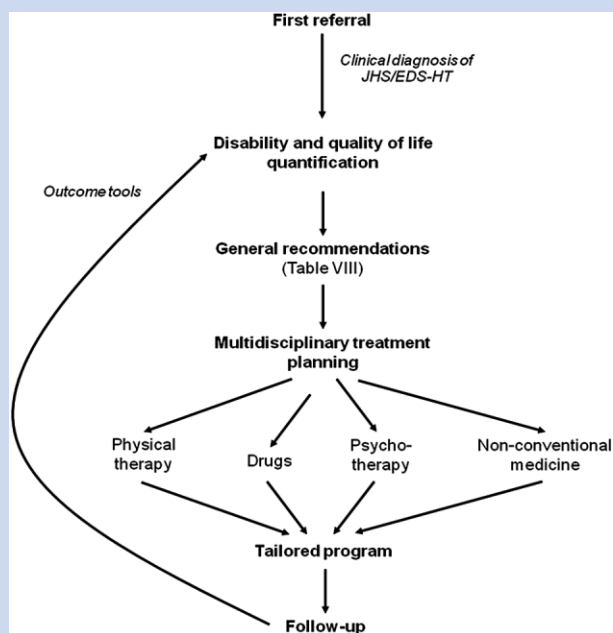 First referral
Clinical diagnosis of
JHS/EDS-HT
Disability and quality of life
quantification
Outcome tools
General recommendations
(Table VIII)
Multidisciplinary treatment
planning
Physical
therapy
Drugs
Psycho-
therapy
Non-conventional
medicine
Tailored program
Follow-up